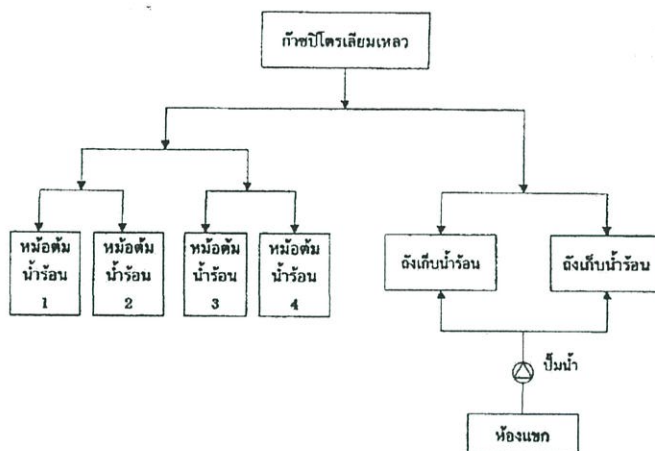 ก๊าซปิโตรเลียมเหลว
หม้อต้ม
น้ำร้อน
1
หม้อต้ม
น้ำร้อน
2
หม้อต้ม
น้ำร้อน
3
หม้อต้ม
น้ำร้อน
4
ถังเก็บน้ำร้อน
ถังเก็บน้ำร้อน
ปั๊มน้ำ
ห้องแขก